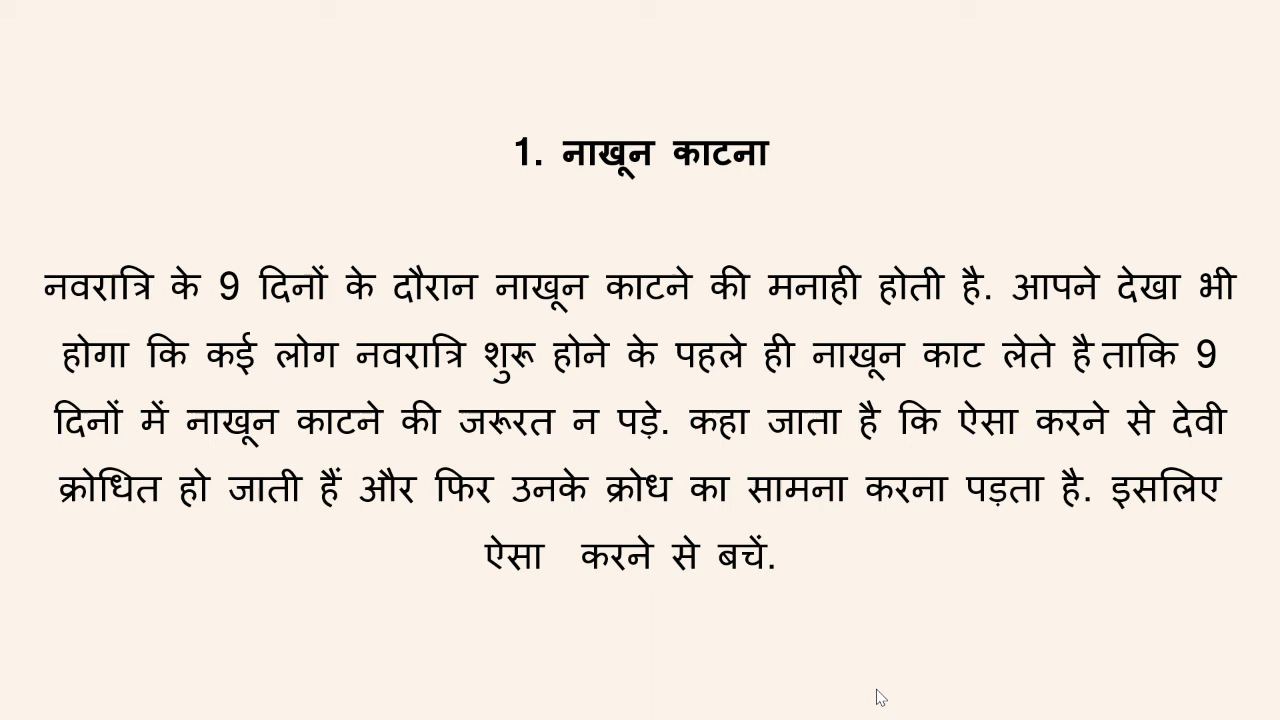 1. नाखून काटना
नवरात्रि के 9 दिनों के दौरान नाखून काटने की मनाही होती है. आपने देखा भी
होगा कि कई लोग नवरात्रि शुरू होने के पहले ही नाखून काट लेते है ताकि 9
दिनों में नाखून काटने की जरूरत न पड़े. कहा जाता है कि ऐसा करने से देवी
क्रोधित हो जाती हैं और फिर उनके क्रोध का सामना करना पड़ता है. इसलिए
ऐसा करने से बचें.